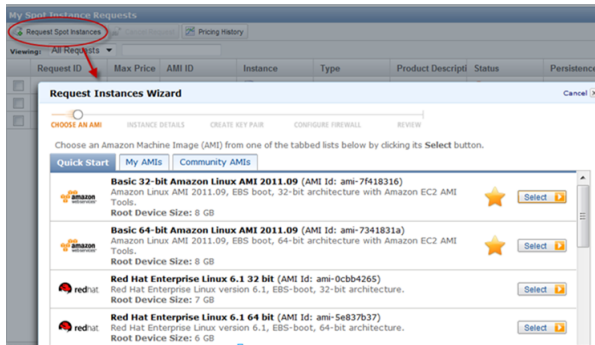 My Spot Instance Requests
Request Spot Instances
Pricing History
Viewing: All Requests
Request ID Max Price AMI ID Instance Type Product Descripti Status Persistence
Request Instances Wizard
Cancel
CHOOSE AN AMI INSTANCE DETAILS CREATE KEY PAIR CONFIGURE FIREWALL REVIEW
Choose an Amazon Machine Image (AMI) from one of the tabbed lists below by clicking its Select button.
Quick Start My AMIs Community AMIs
Basic 32-bit Amazon Linux AMI 2011.09 (AMI Id: ami-7f418316)
Amazon Linux AMI 2011.09, EBS boot, 32-bit architecture with Amazon EC2 AMI
Tools.
Root Device Size: 8 GB
amazon
webservices
Select
Basic 64-bit Amazon Linux AMI 2011.09 (AMI Id: ami-7341831a)
Amazon Linux AMI 2011.09, EBS boot, 64-bit architecture with Amazon EC2 AMI
Tools.
Root Device Size: 8 GB
amazon
webservices
Select
Red Hat Enterprise Linux 6.1 32 bit (AMI Id: ami-0cbb4265)
Red Hat Enterprise Linux version 6.1, EBS-boot, 32-bit architecture.
Root Device Size: 7 GB
redhat
Select
Red Hat Enterprise Linux 6.1 64 bit (AMI Id: ami-5e837b37)
Red Hat Enterprise Linux version 6.1, EBS-boot, 64-bit architecture.
Root Device Size: 6 GB
redhat
Select